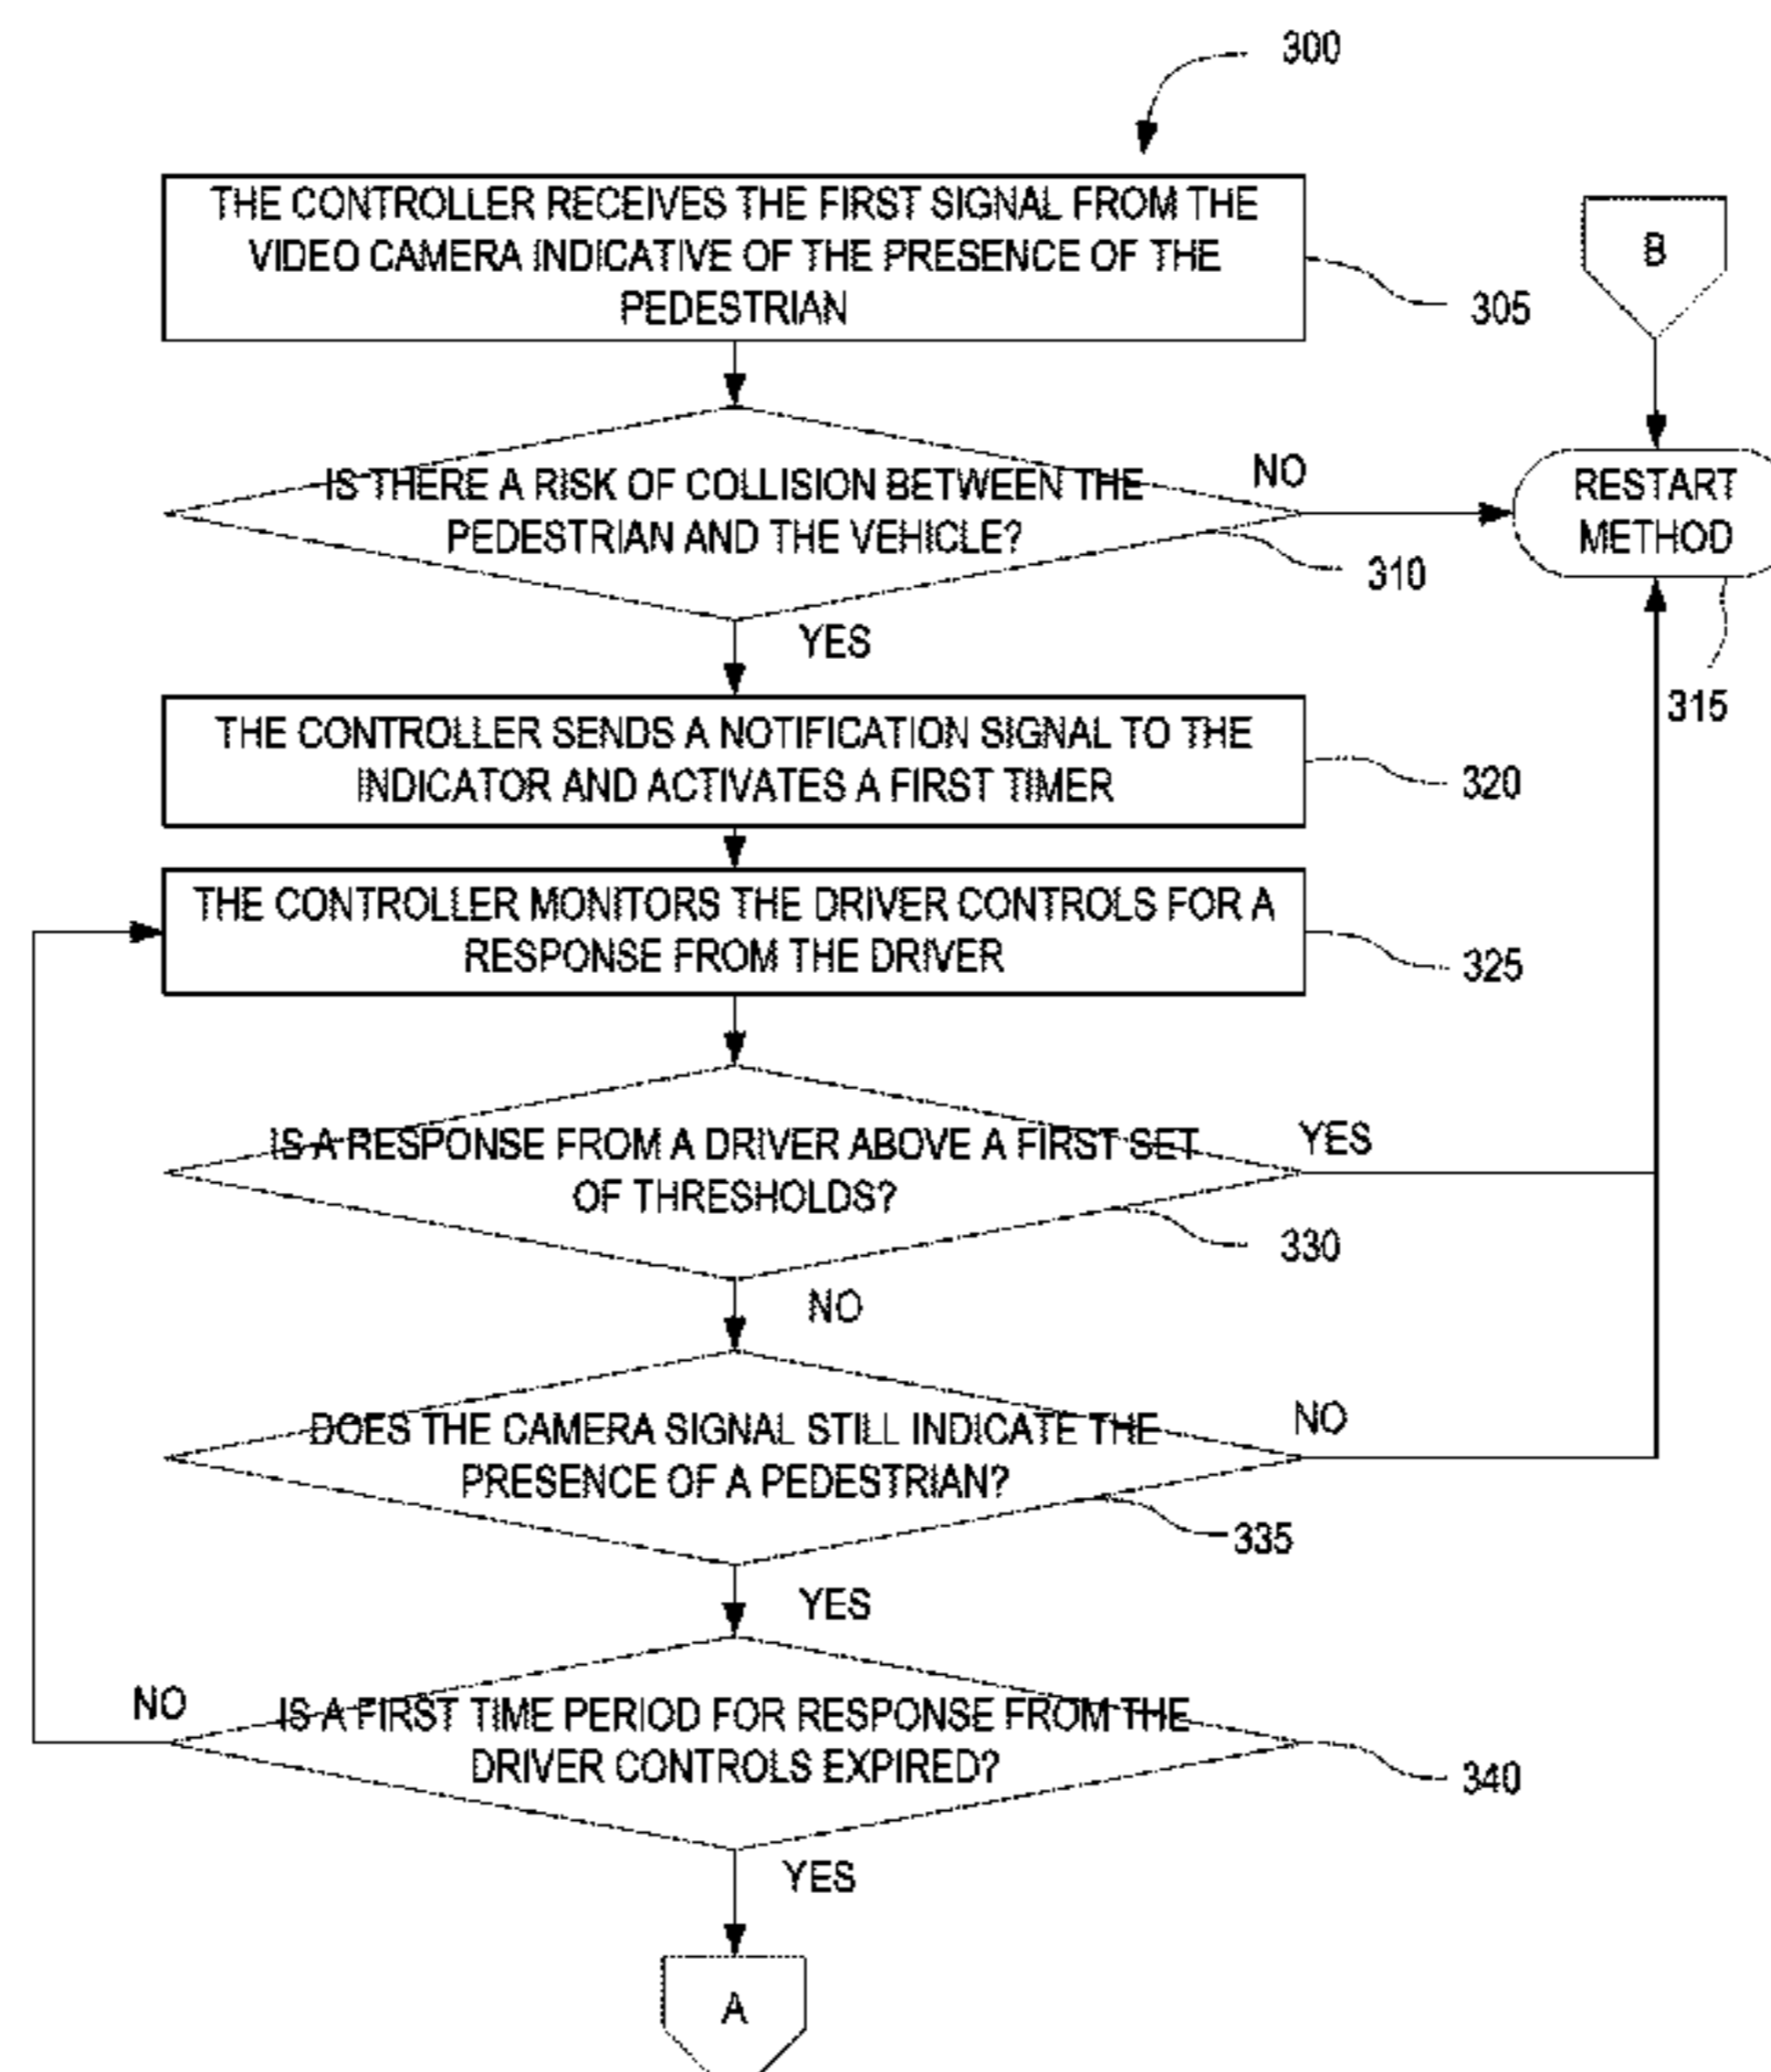 300
THE CONTROLLER RECEIVES THE FIRST SIGNAL FROM THE
VIDEO CAMERA INDICATIVE OF THE PRESENCE OF THE
PEDESTRIAN
305
B
IS THERE A RISK OF COLLISION BETWEEN THE
PEDESTRIAN AND THE VEHICLE?
NO
310
RESTART
METHOD
315
YES
THE CONTROLLER SENDS A NOTIFICATION SIGNAL TO THE
INDICATOR AND ACTIVATES A FIRST TIMER
320
THE CONTROLLER MONITORS THE DRIVER CONTROLS FOR A
RESPONSE FROM THE DRIVER
325
IS A RESPONSE FROM A DRIVER ABOVE A FIRST SET
OF THRESHOLDS?
YES
330
NO
DOES THE CAMERA SIGNAL STILL INDICATE THE
PRESENCE OF A PEDESTRIAN?
NO
335
YES
NO
IS A FIRST TIME PERIOD FOR RESPONSE FROM THE
DRIVER CONTROLS EXPIRED?
340
YES
A